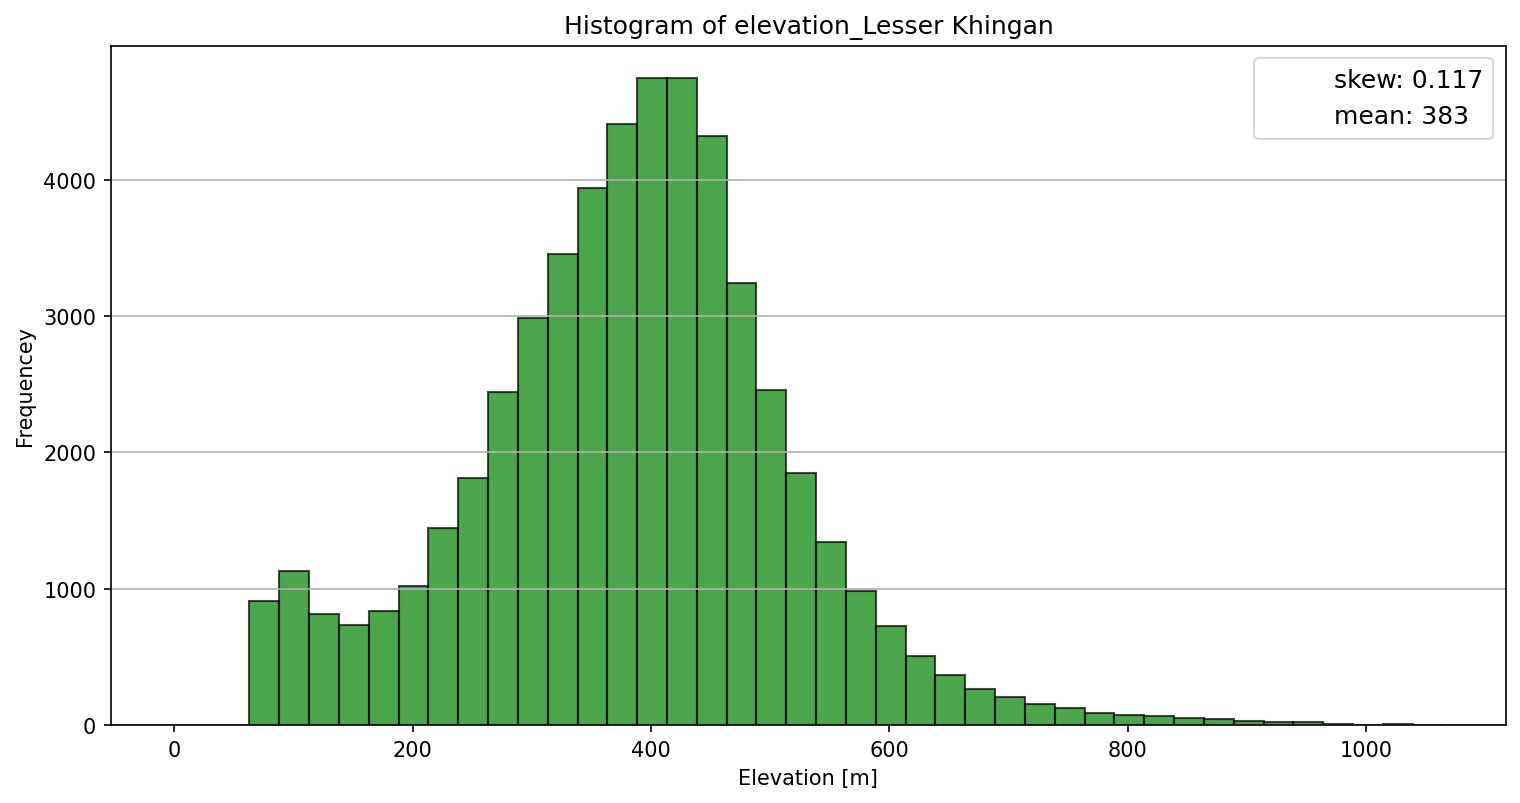 Histogram of elevation_Lesser Khingan
skew: 0.117
mean: 383
Frequencey
4000
3000
2000
1000
0
0 200 400 600 800 1000
Elevation [m]